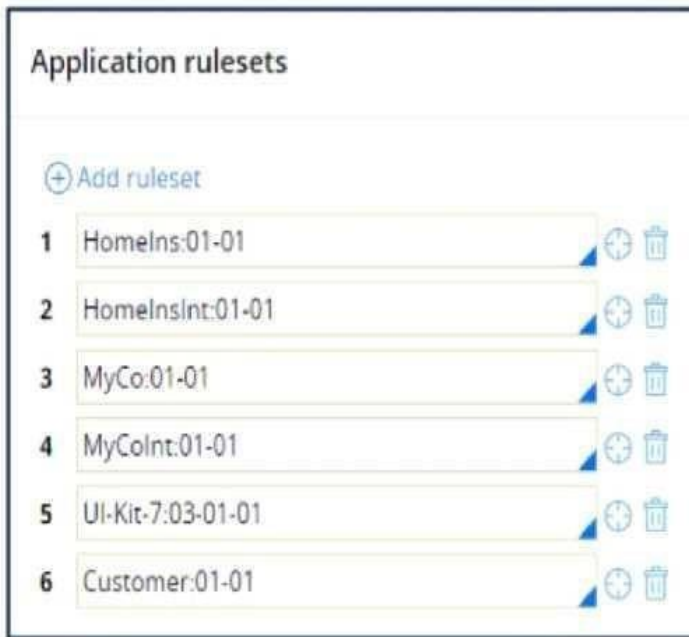 Application rulesets
Add ruleset
1 HomeIns:01-01
2 HomeInsInt:01-01
3 MyCo:01-01
4 MyCoInt:01-01
5 UI-Kit-7:03-01-01
6 Customer:01-01